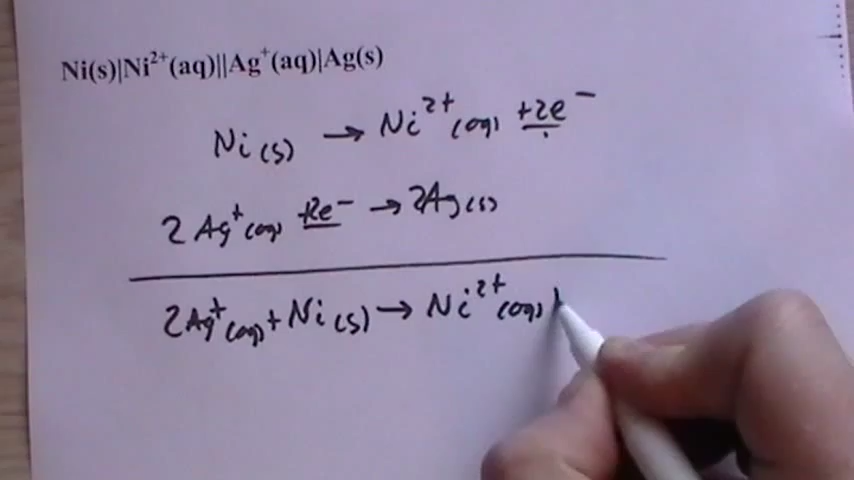 Ni(s)|Ni²⁺(aq)||Ag⁺(aq)|Ag(s)
Ni(s) → Ni²⁺(aq) +2e⁻
2Ag⁺(aq) +2e⁻ → 2Ag(s)
2Ag⁺(aq) + Ni(s) → Ni²⁺(aq)